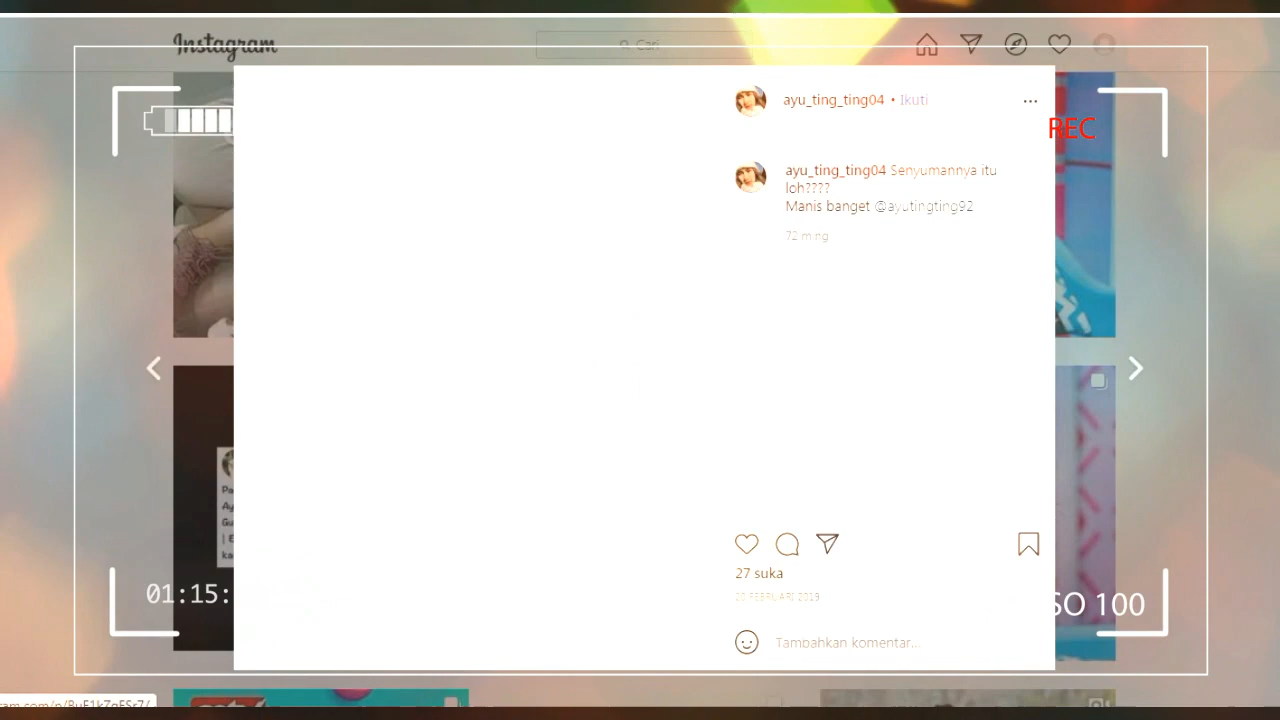 Instagram
Cari
ayu_ting_ting04 • Ikuti
REC
ayu_ting_ting04 Senyumannya itu
loh????
Manis banget @ayutingting92
72 mng
27 suka
20 FEBRUARI 2019
01:15:
SO 100
Tambahkan komentar...